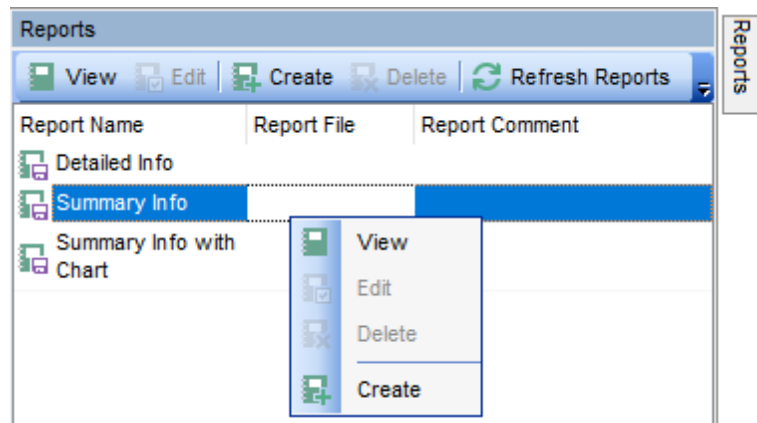 Reports
View Edit Create Delete Refresh Reports
Report Name Report File Report Comment
Detailed Info
Summary Info
Summary Info with
Chart
View
Edit
Delete
Create
Reports